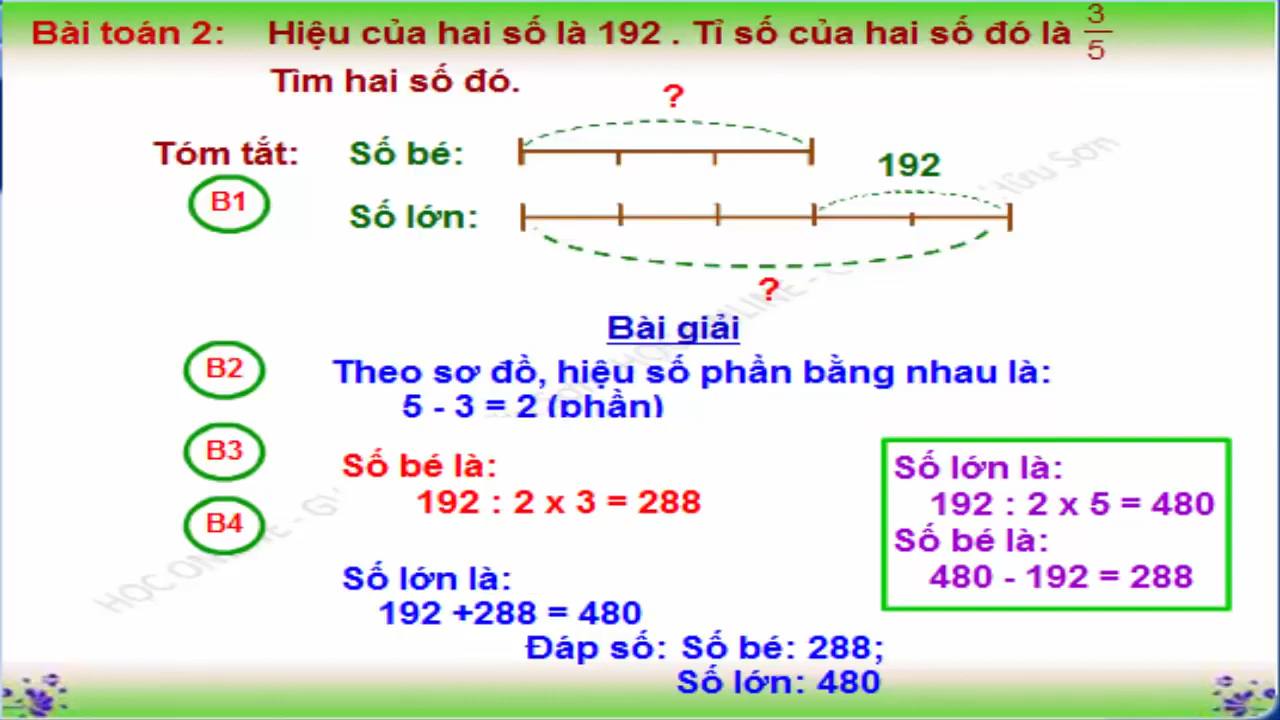 Bài toán 2: Hiệu của hai số là 192 . Tỉ số của hai số đó là 3/5
Tìm hai số đó.
?
Tóm tắt: Số bé:
192
B1
Số lớn:
?
Bài giải
B2
Theo sơ đồ, hiệu số phần bằng nhau là:
5 - 3 = 2 (phần)
B3
Số bé là:
192 : 2 x 3 = 288
B4
Số lớn là:
192 +288 = 480
Số lớn là:
192 : 2 x 5 = 480
Số bé là:
480 - 192 = 288
Đáp số: Số bé: 288;
Số lớn: 480
HỌC ONLINE
Hữu Sơn